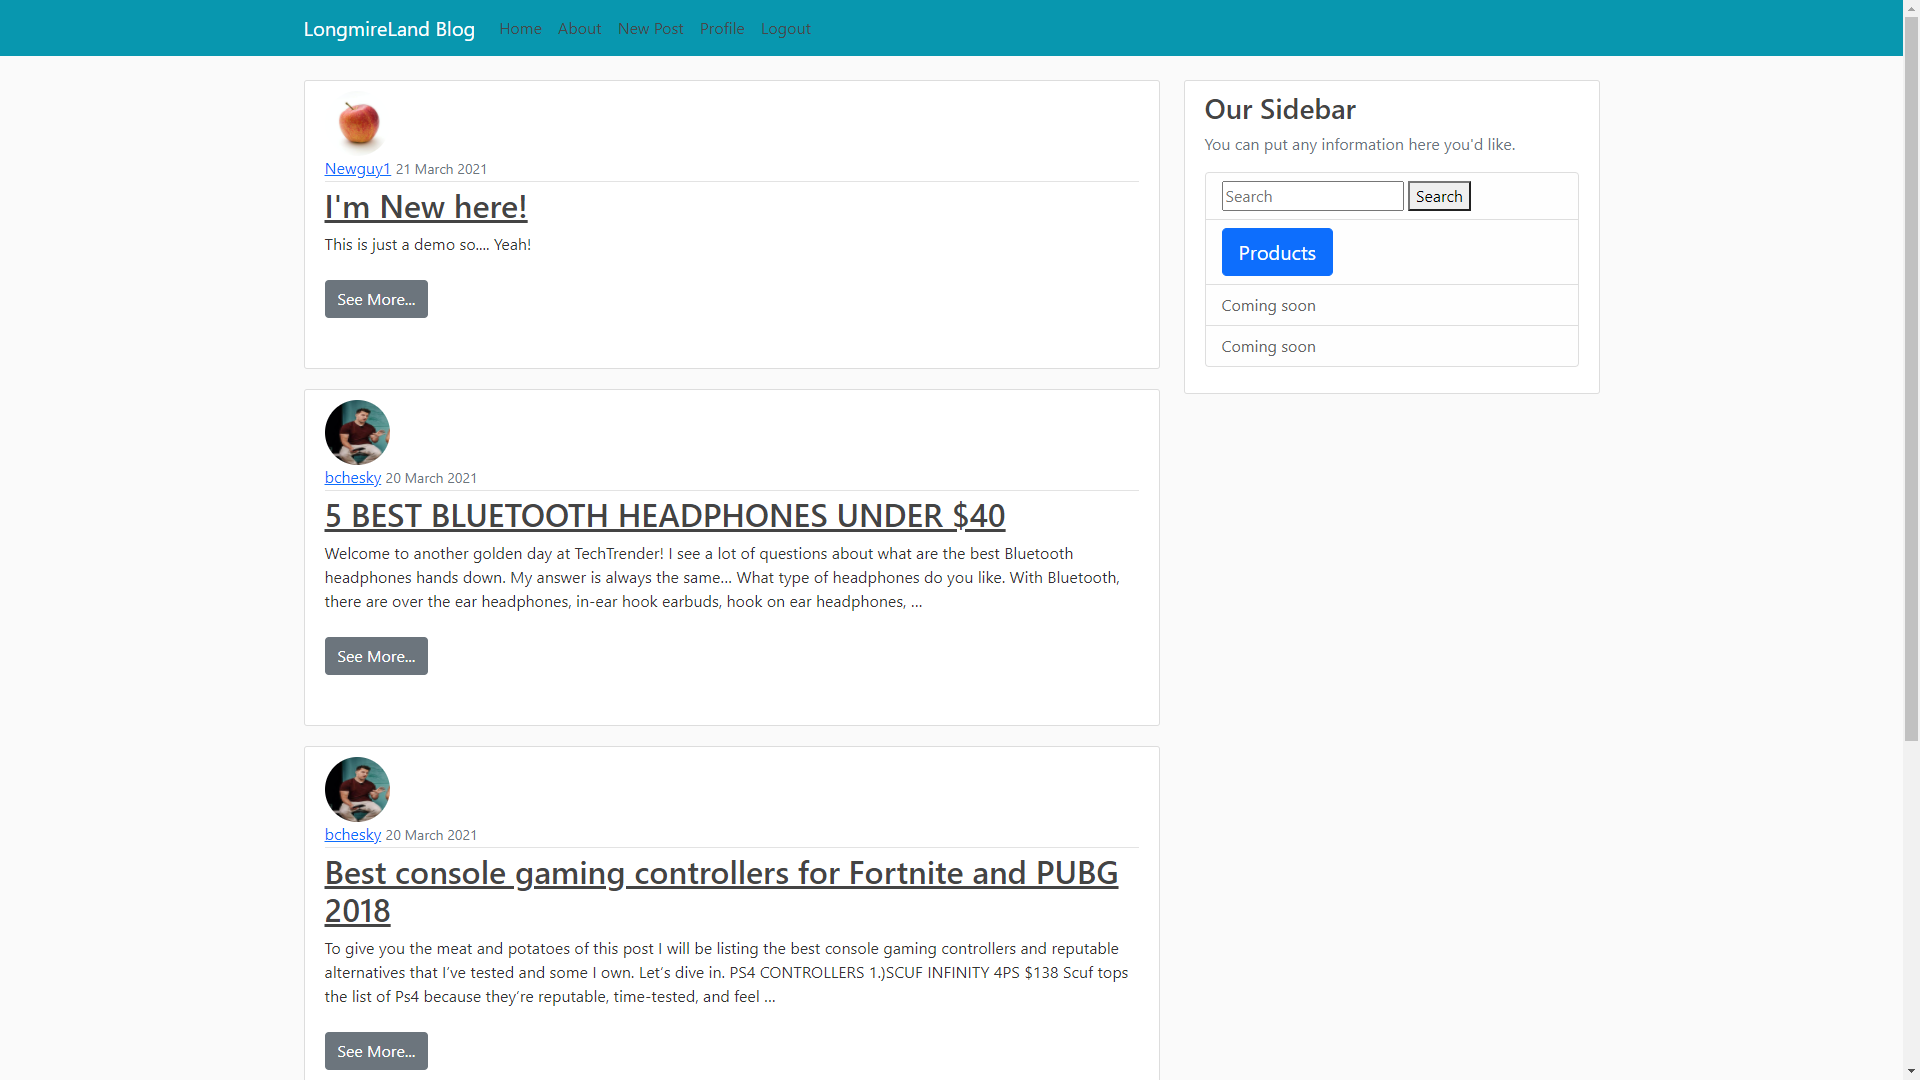 LongmireLand Blog Home About New Post Profile Logout
Newguy1 21 March 2021
I'm New here!
This is just a demo so.... Yeah!
See More...
bchesky 20 March 2021
5 BEST BLUETOOTH HEADPHONES UNDER $40
Welcome to another golden day at TechTrender! I see a lot of questions about what are the best Bluetooth
headphones hands down. My answer is always the same… What type of headphones do you like. With Bluetooth,
there are over the ear headphones, in-ear hook earbuds, hook on ear headphones, …
See More...
bchesky 20 March 2021
Best console gaming controllers for Fortnite and PUBG
2018
To give you the meat and potatoes of this post I will be listing the best console gaming controllers and reputable
alternatives that I’ve tested and some I own. Let’s dive in. PS4 CONTROLLERS 1.)SCUF INFINITY 4PS $138 Scuf tops
the list of Ps4 because they’re reputable, time-tested, and feel …
See More...
Our Sidebar
You can put any information here you'd like.
Search Search
Products
Coming soon
Coming soon